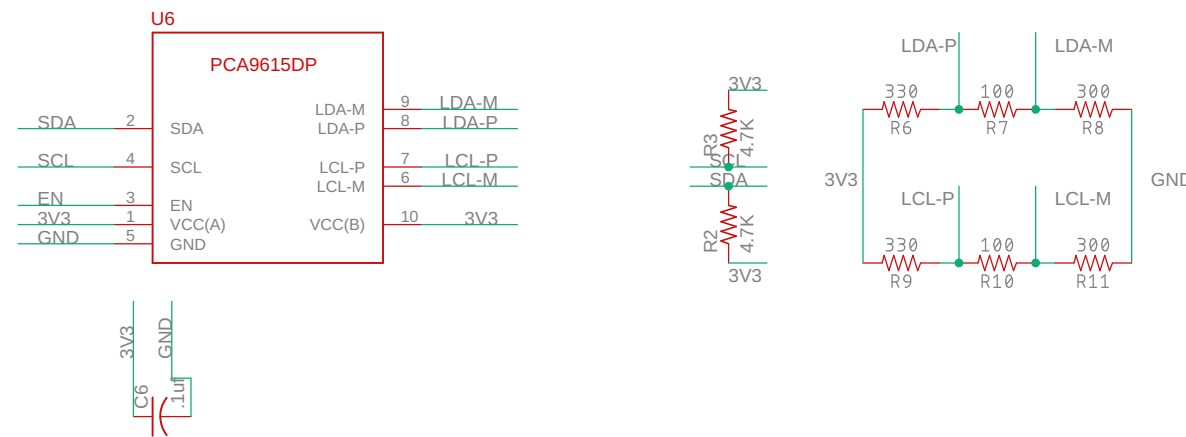 U6
PCA9615DP
SDA 2 SDA
SCL 4 SCL
EN 3 EN
3V3 1 VCC(A)
GND 5 GND
LDA-M 9 LDA-M
LDA-P 8 LDA-P
LCL-P 7 LCL-P
LCL-M 6 LCL-M
VCC(B) 10 3V3
3V3
GND
C6
.1uf
3V3
R3
4.7K
SCL
SDA
R2
4.7K
3V3
LDA-P LDA-M
330 100 300
R6 R7 R8
3V3 GND
LCL-P LCL-M
330 100 300
R9 R10 R11